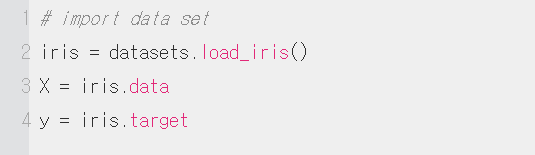 1 # import data set
2 iris = datasets.load_iris()
3 X = iris.data
4 y = iris.target